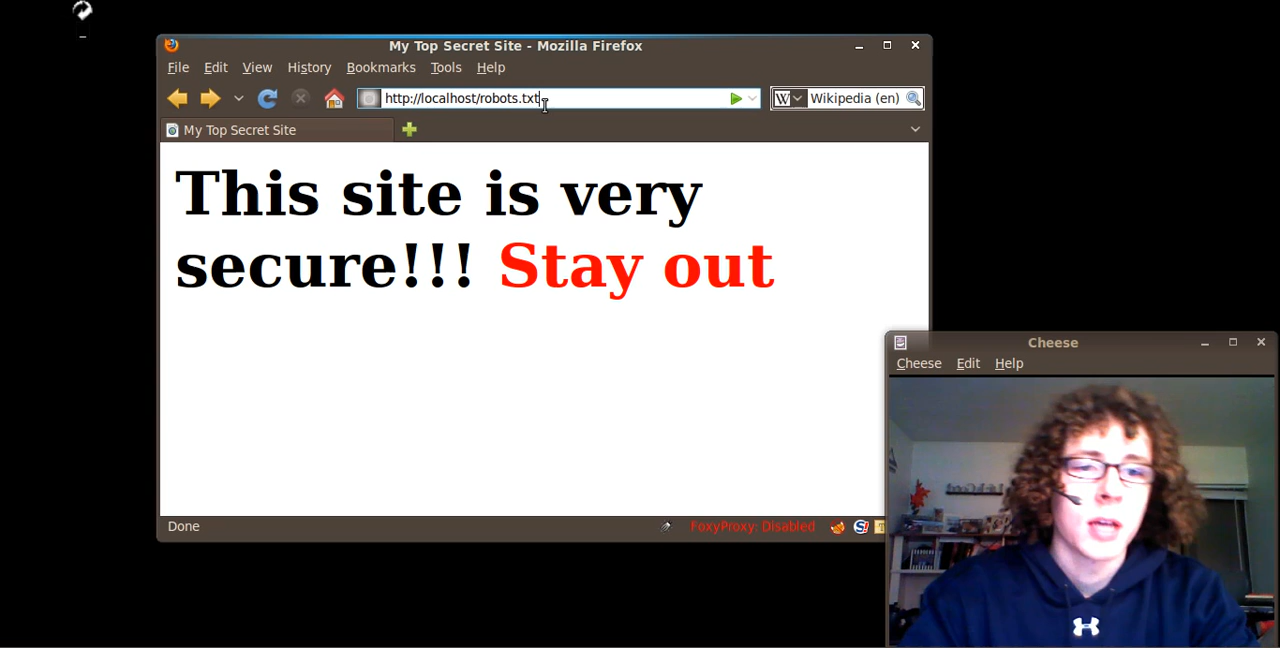 My Top Secret Site - Mozilla Firefox
File Edit View History Bookmarks Tools Help
http://localhost/robots.txt
W Wikipedia (en)
My Top Secret Site
This site is very
secure!!! Stay out
Done
FoxyProxy: Disabled
Cheese
Cheese Edit Help